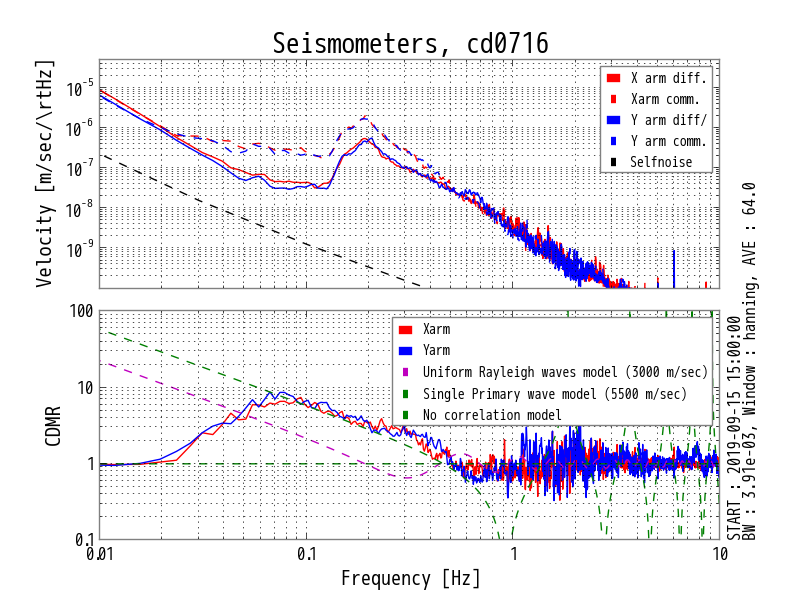 Seismometers, cd0716
Velocity [m/sec/\rtHz]
10^-5
10^-6
10^-7
10^-8
10^-9
X arm diff.
Xarm comm.
Y arm diff/
Y arm comm.
Selfnoise
CDMR
100
10
1
0.1
Xarm
Yarm
Uniform Rayleigh waves model (3000 m/sec)
Single Primary wave model (5500 m/sec)
No correlation model
0.01
0.1
1
10
Frequency [Hz]
START : 2019-09-15 15:00:00
BW : 3.91e-03, Window : hanning, AVE : 64.0